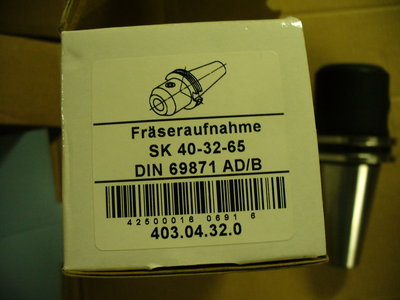 Fräseraufnahme
SK 40-32-65
DIN 69871 AD/B
42500016 0691 6
403.04.32.0